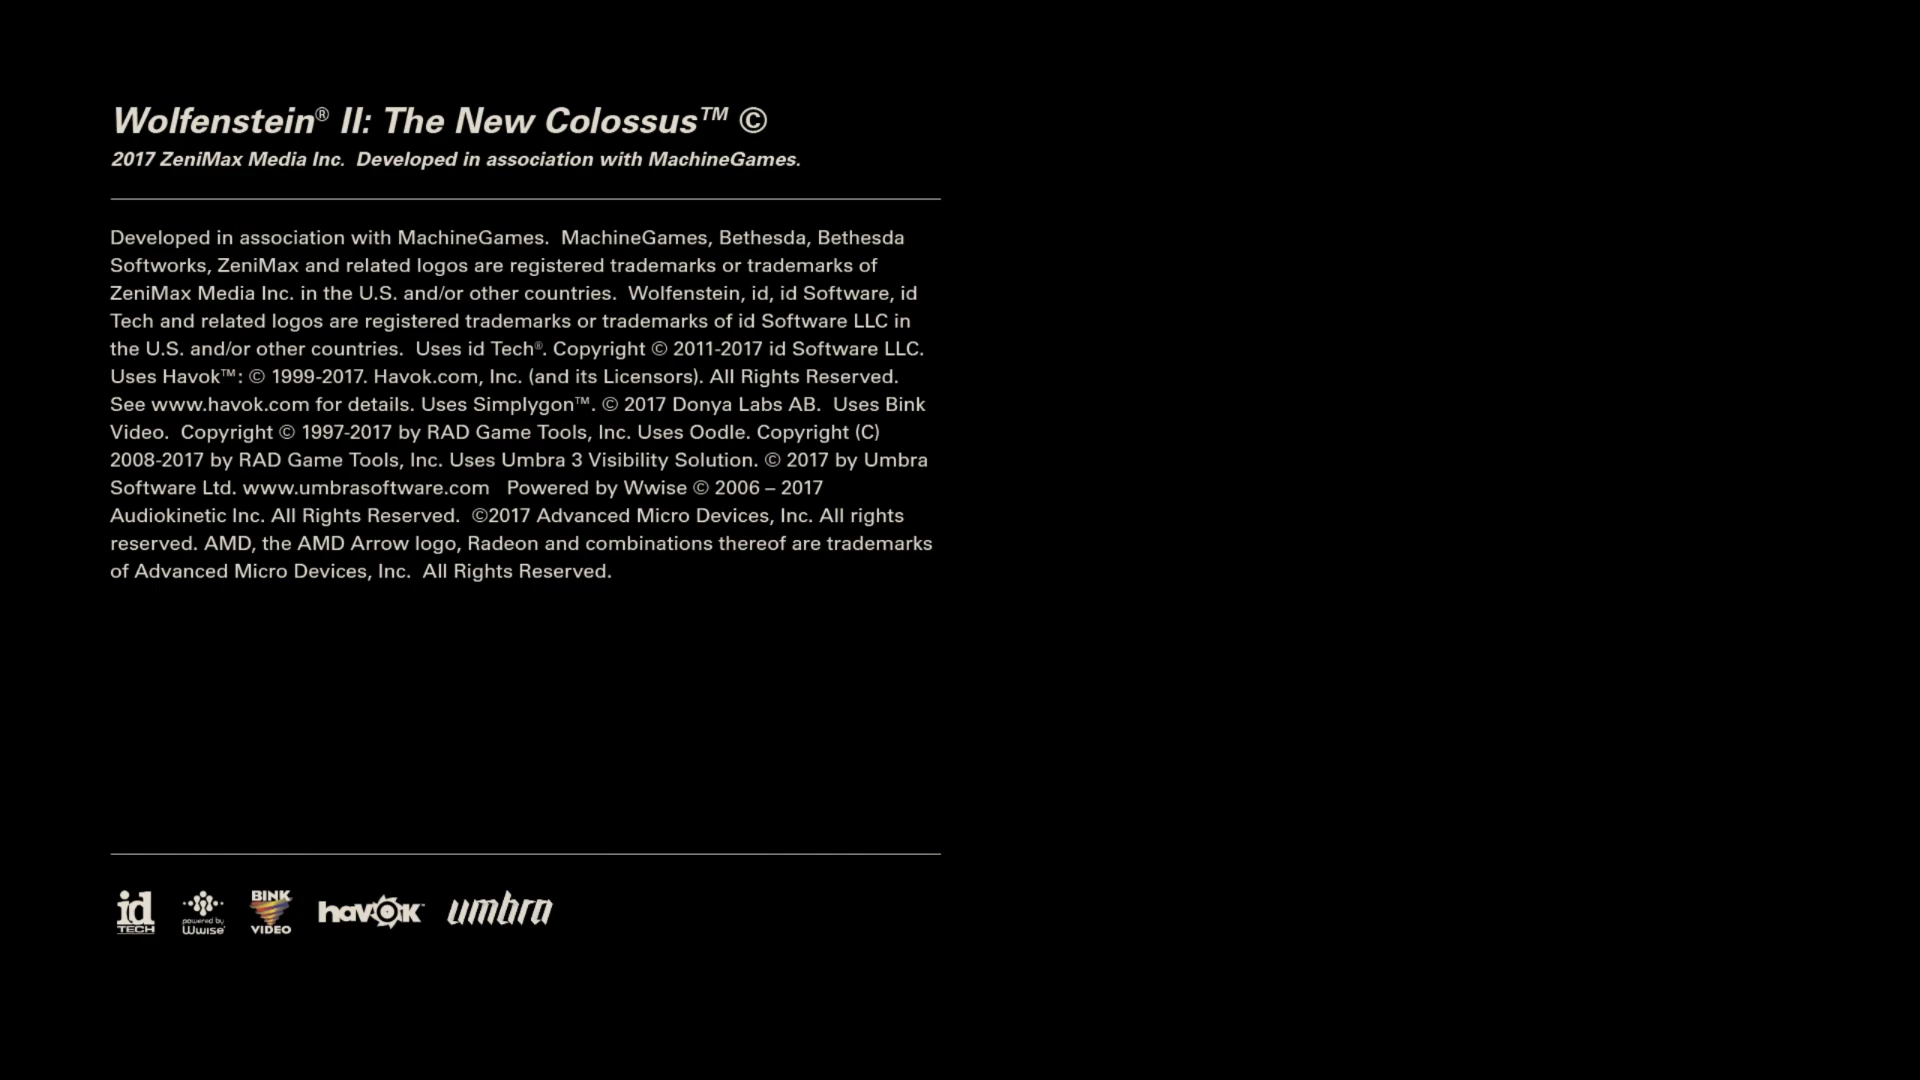 Wolfenstein® II: The New Colossus™ ©
2017 ZeniMax Media Inc.  Developed in association with MachineGames.
Developed in association with MachineGames.  MachineGames, Bethesda, Bethesda
Softworks, ZeniMax and related logos are registered trademarks or trademarks of
ZeniMax Media Inc. in the U.S. and/or other countries.  Wolfenstein, id, id Software, id
Tech and related logos are registered trademarks or trademarks of id Software LLC in
the U.S. and/or other countries.  Uses id Tech®. Copyright © 2011-2017 id Software LLC.
Uses Havok™: © 1999-2017. Havok.com, Inc. (and its Licensors). All Rights Reserved.
See www.havok.com for details. Uses Simplygon™. © 2017 Donya Labs AB.  Uses Bink
Video.  Copyright © 1997-2017 by RAD Game Tools, Inc. Uses Oodle. Copyright (C)
2008-2017 by RAD Game Tools, Inc. Uses Umbra 3 Visibility Solution. © 2017 by Umbra
Software Ltd. www.umbrasoftware.com   Powered by Wwise © 2006 – 2017
Audiokinetic Inc. All Rights Reserved.  ©2017 Advanced Micro Devices, Inc. All rights
reserved. AMD, the AMD Arrow logo, Radeon and combinations thereof are trademarks
of Advanced Micro Devices, Inc.  All Rights Reserved.
id
TECH
powered by
Wwise
BINK
VIDEO
havok™
umbra